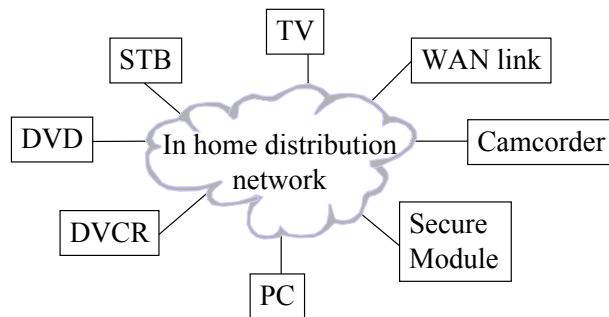 TV
STB
WAN link
DVD
In home distribution
network
Camcorder
DVCR
Secure
Module
PC